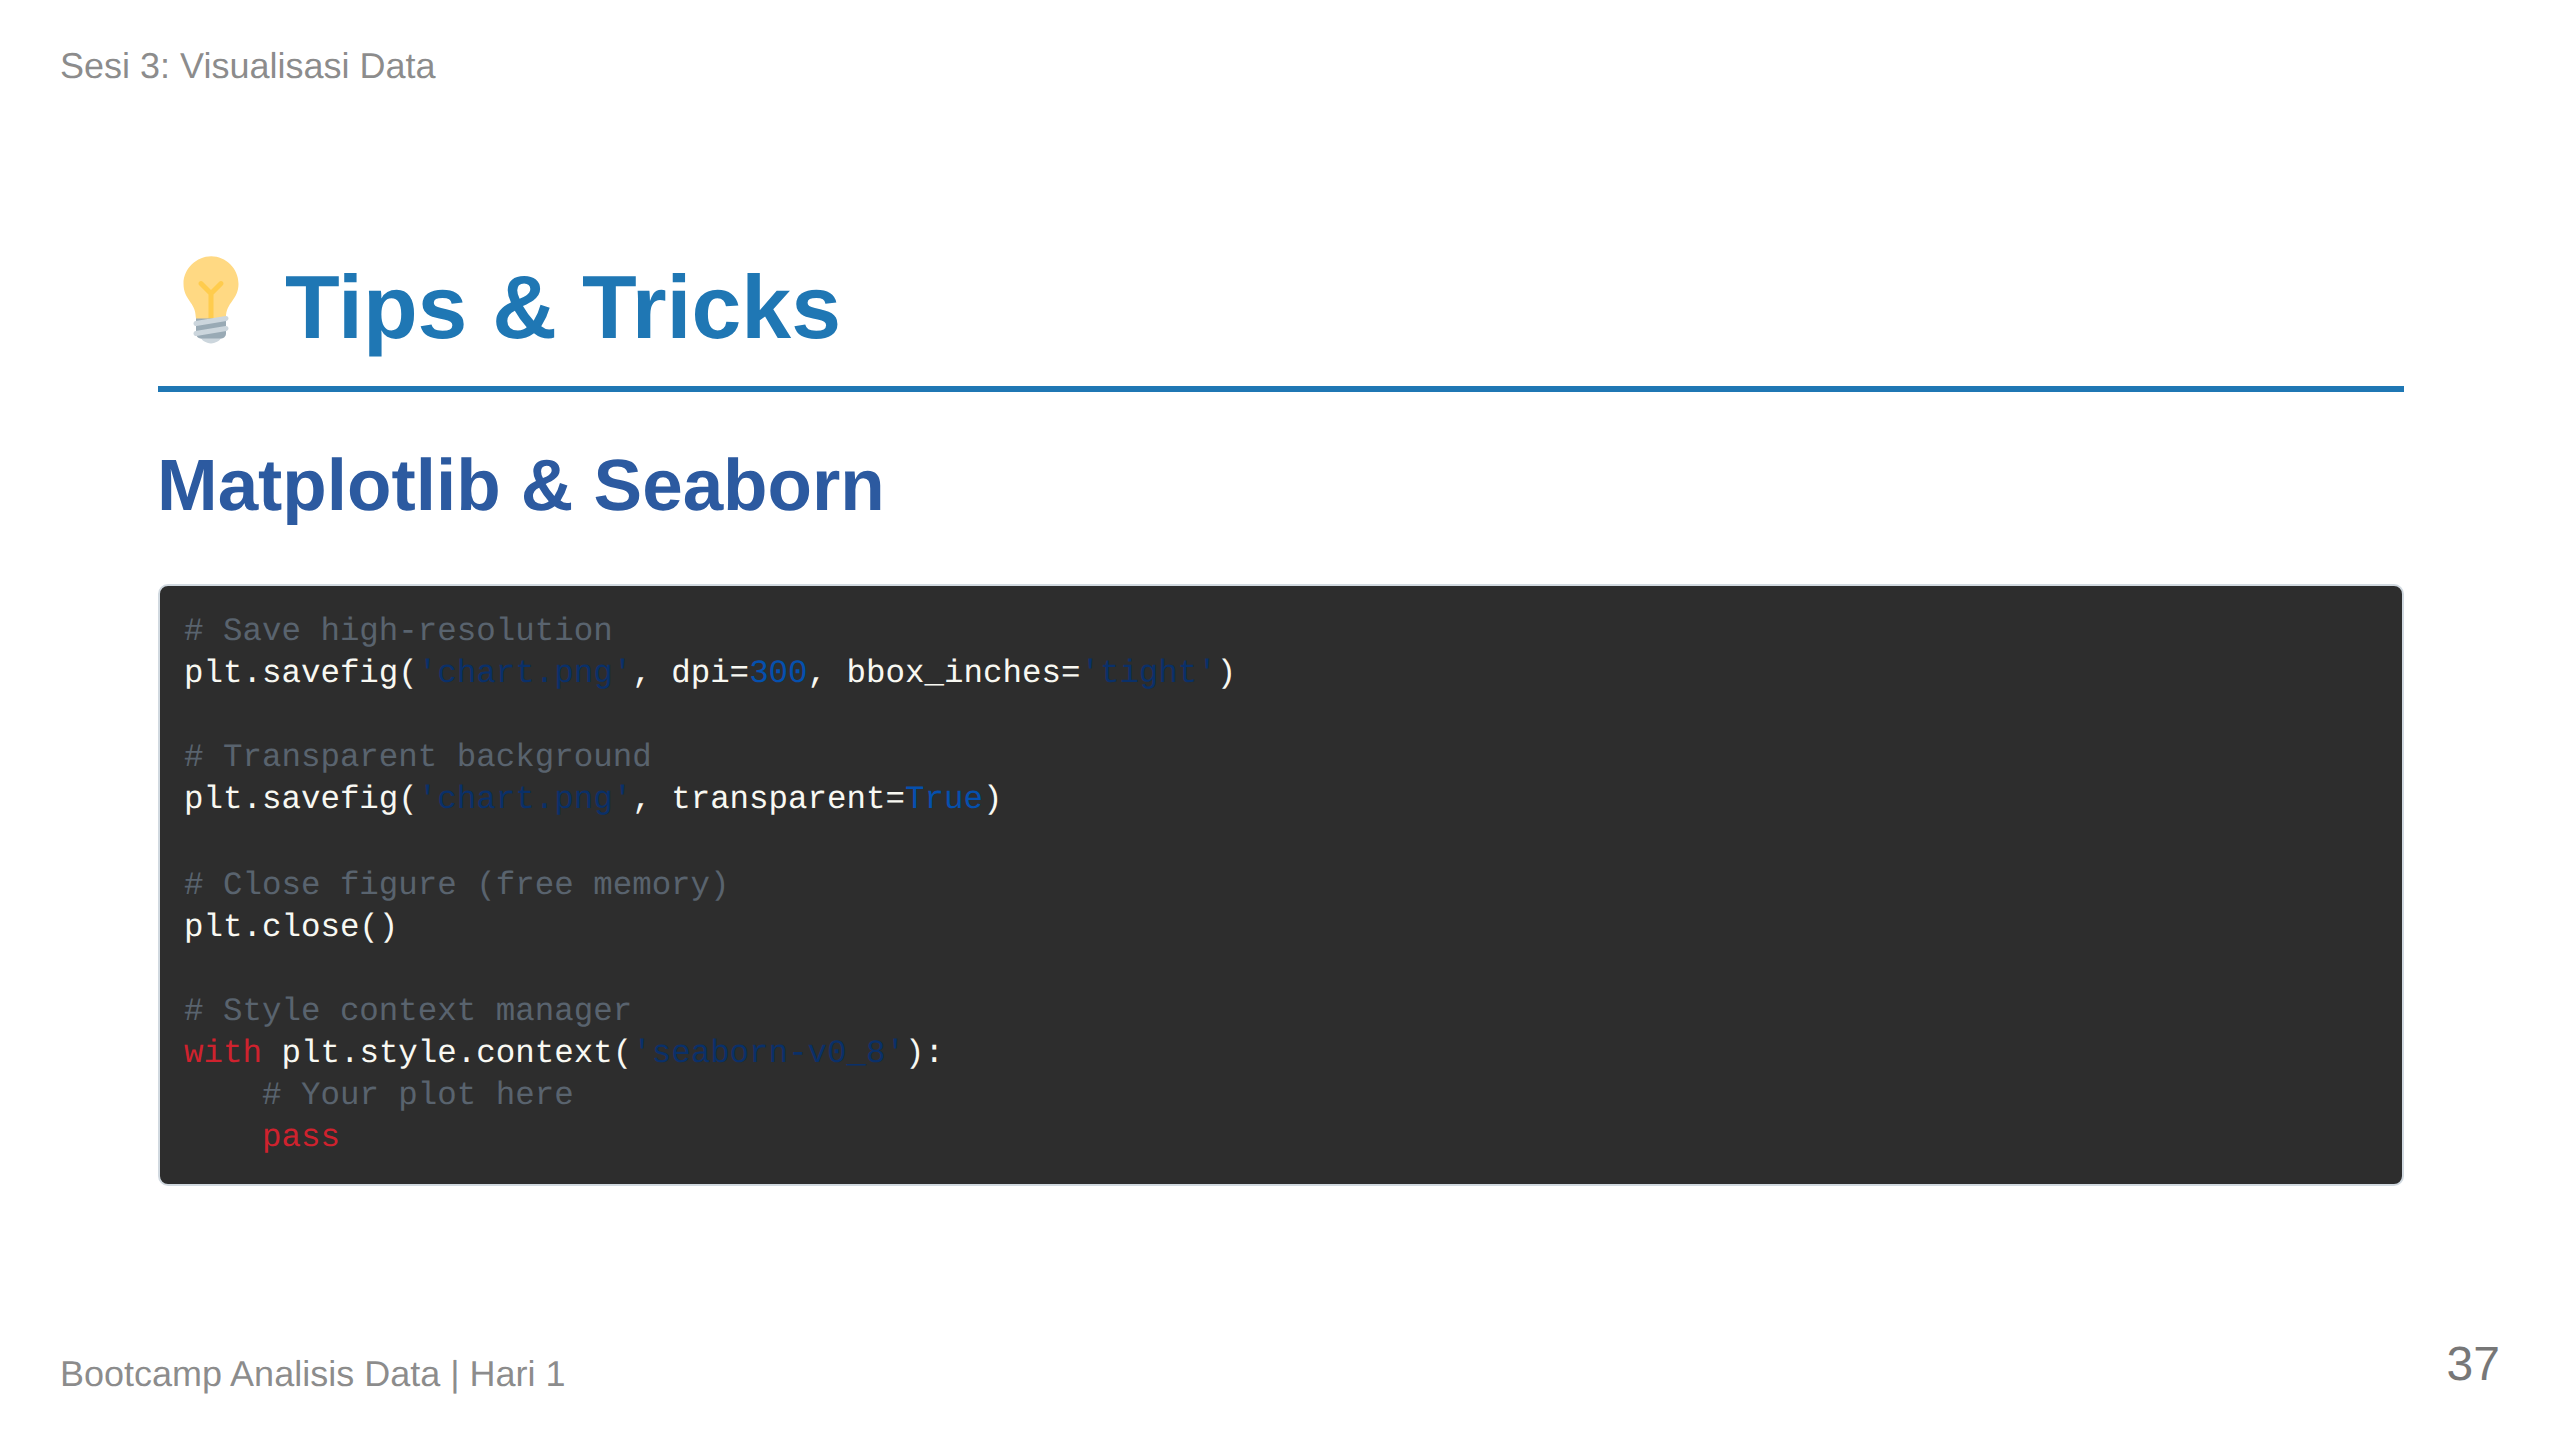 Sesi 3: Visualisasi Data
💡 Tips & Tricks
Matplotlib & Seaborn
# Save high-resolution
plt.savefig('chart.png', dpi=300, bbox_inches='tight')

# Transparent background
plt.savefig('chart.png', transparent=True)

# Close figure (free memory)
plt.close()

# Style context manager
with plt.style.context('seaborn-v0_8'):
    # Your plot here
    pass
Bootcamp Analisis Data | Hari 1
37